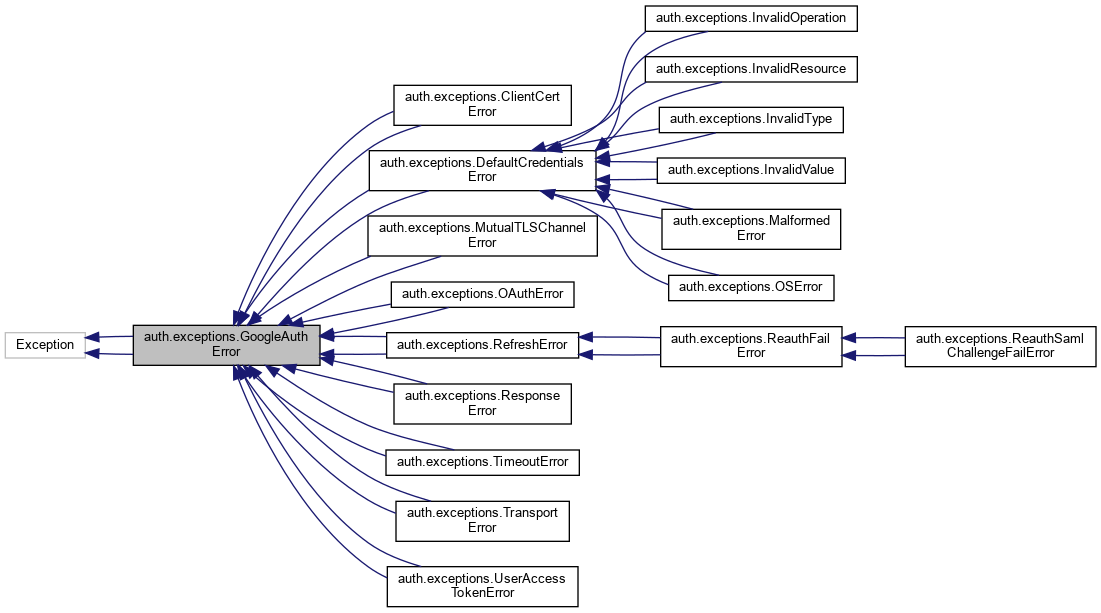 Exception
auth.exceptions.GoogleAuth
Error
auth.exceptions.ClientCert
Error
auth.exceptions.DefaultCredentials
Error
auth.exceptions.MutualTLSChannel
Error
auth.exceptions.OAuthError
auth.exceptions.RefreshError
auth.exceptions.Response
Error
auth.exceptions.TimeoutError
auth.exceptions.Transport
Error
auth.exceptions.UserAccess
TokenError
auth.exceptions.InvalidOperation
auth.exceptions.InvalidResource
auth.exceptions.InvalidType
auth.exceptions.InvalidValue
auth.exceptions.Malformed
Error
auth.exceptions.OSError
auth.exceptions.ReauthFail
Error
auth.exceptions.ReauthSaml
ChallengeFailError